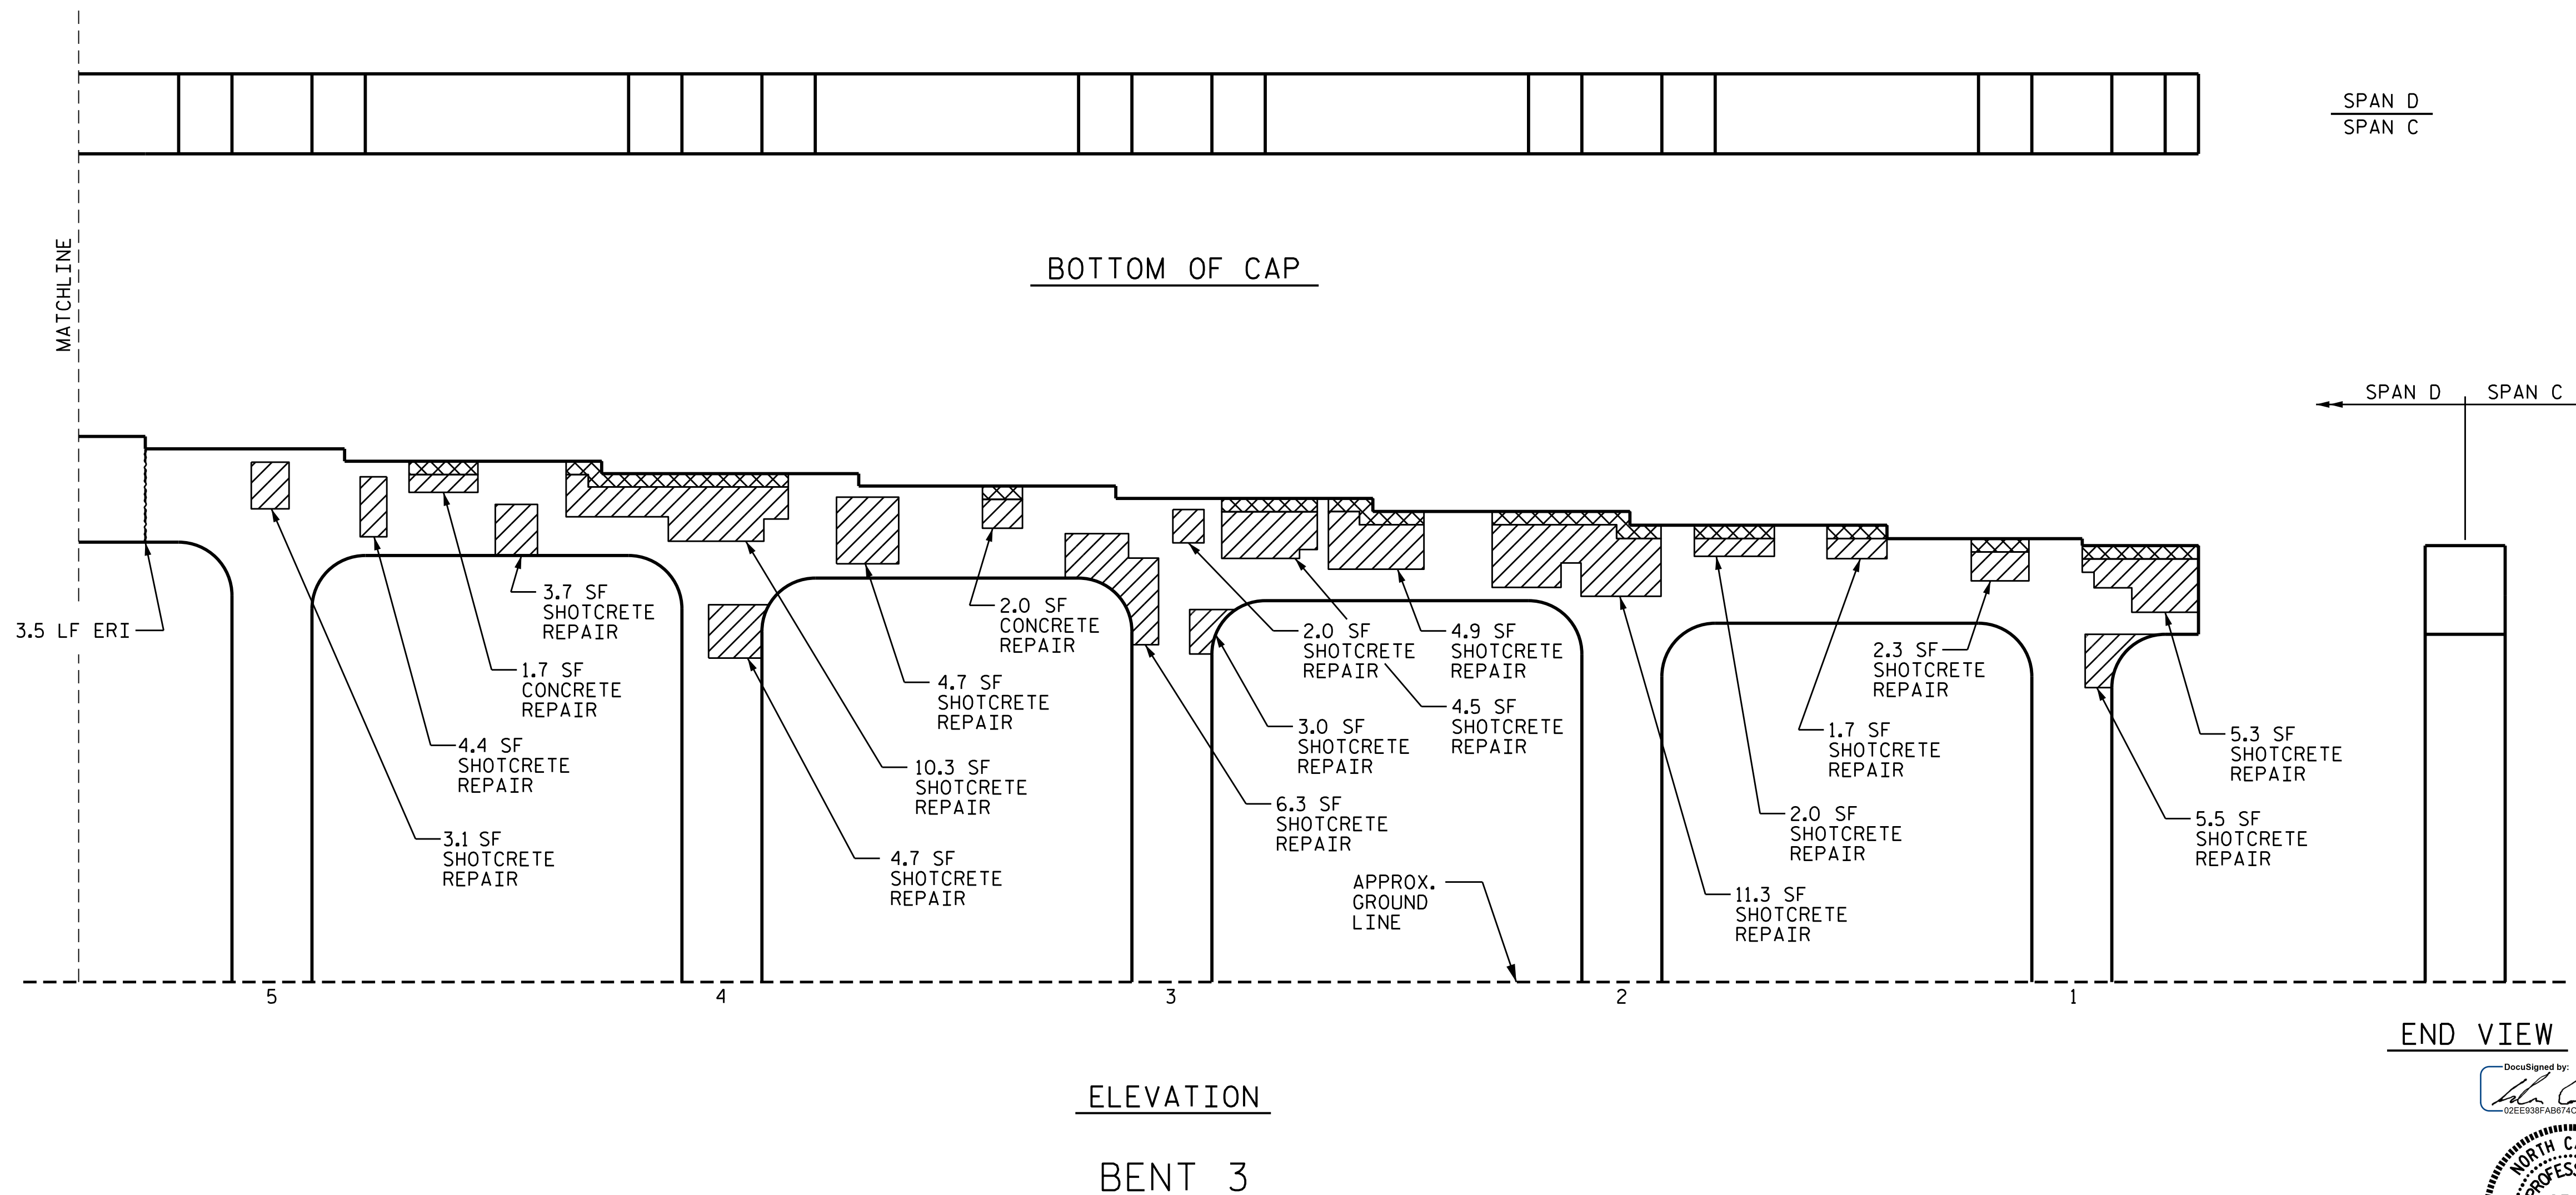 SPAN D
SPAN C
MATCHLINE
BOTTOM OF CAP
SPAN D
SPAN C
3.5 LF ERI
3.7 SF
SHOTCRETE
REPAIR
1.7 SF
CONCRETE
REPAIR
4.4 SF
SHOTCRETE
REPAIR
3.1 SF
SHOTCRETE
REPAIR
2.0 SF
CONCRETE
REPAIR
4.7 SF
SHOTCRETE
REPAIR
10.3 SF
SHOTCRETE
REPAIR
4.7 SF
SHOTCRETE
REPAIR
2.0 SF
SHOTCRETE
REPAIR
4.9 SF
SHOTCRETE
REPAIR
4.5 SF
SHOTCRETE
REPAIR
3.0 SF
SHOTCRETE
REPAIR
6.3 SF
SHOTCRETE
REPAIR
APPROX.
GROUND
LINE
2.3 SF
SHOTCRETE
REPAIR
1.7 SF
SHOTCRETE
REPAIR
2.0 SF
SHOTCRETE
REPAIR
11.3 SF
SHOTCRETE
REPAIR
5.3 SF
SHOTCRETE
REPAIR
5.5 SF
SHOTCRETE
REPAIR
5
4
3
2
1
END VIEW
DocuSigned by:
02EE938FAB674C
ELEVATION
BENT 3
NORTH